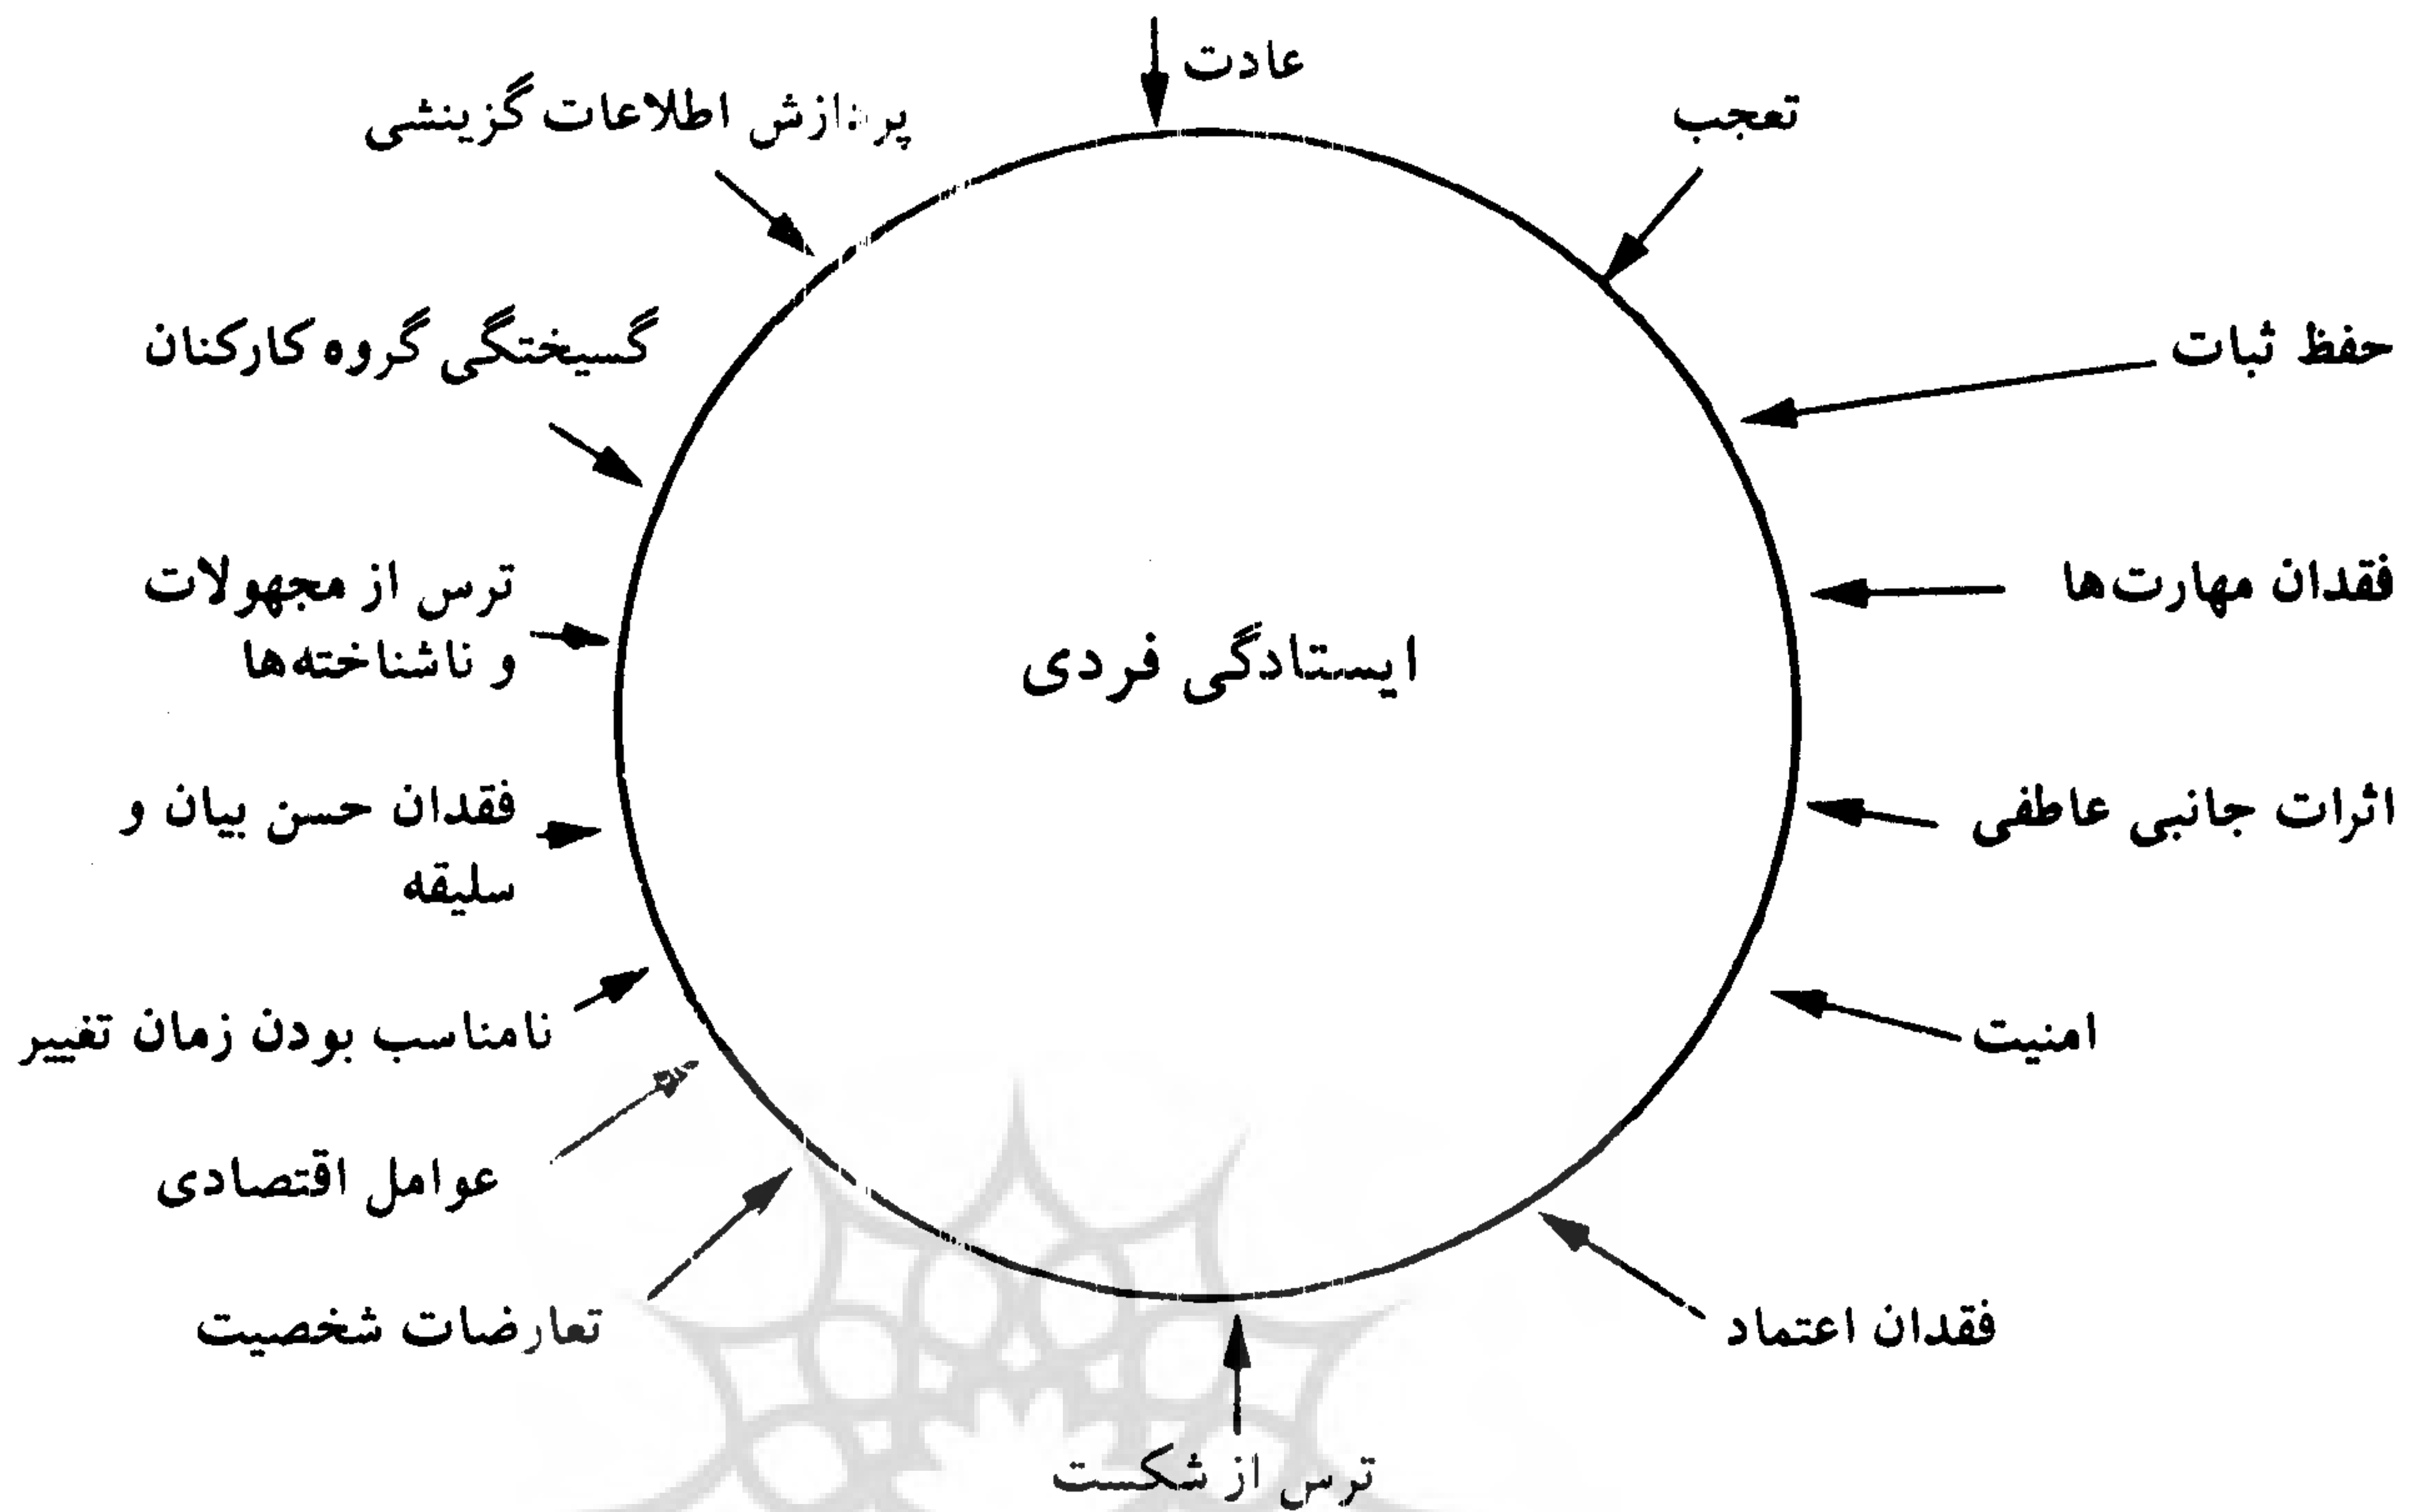 عادت
تعجب
حفظ ثبات
فقدان مهارت‌ها
اثرات جانبی عاطفی
امنیت
فقدان اعتماد
ترس از شکست
تعارضات شخصیت
عوامل اقتصادی
نامناسب بودن زمان تغییر
فقدان حسن بیان و
سلیقه
ترس از مجهولات
و ناشناخته‌ها
گسیختگی گروه کارکنان
پردازش اطلاعات گزینشی
ایستادگی فردی